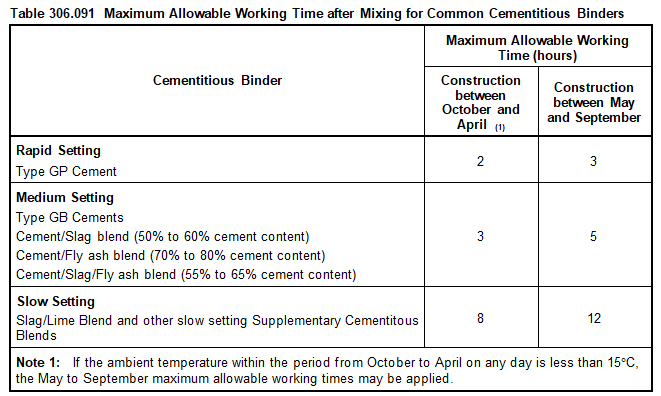 Table 306.091 Maximum Allowable Working Time after Mixing for Common Cementitious Binders
Cementitious Binder
Maximum Allowable Working
Time (hours)
Construction
between
October and
April (1)
Construction
between May
and September
Rapid Setting
Type GP Cement
2
3
Medium Setting
Type GB Cements
Cement/Slag blend (50% to 60% cement content)
Cement/Fly ash blend (70% to 80% cement content)
Cement/Slag/Fly ash blend (55% to 65% cement content)
3
5
Slow Setting
Slag/Lime Blend and other slow setting Supplementary Cementitous
Blends
8
12
Note 1: If the ambient temperature within the period from October to April on any day is less than 15°C,
the May to September maximum allowable working times may be applied.